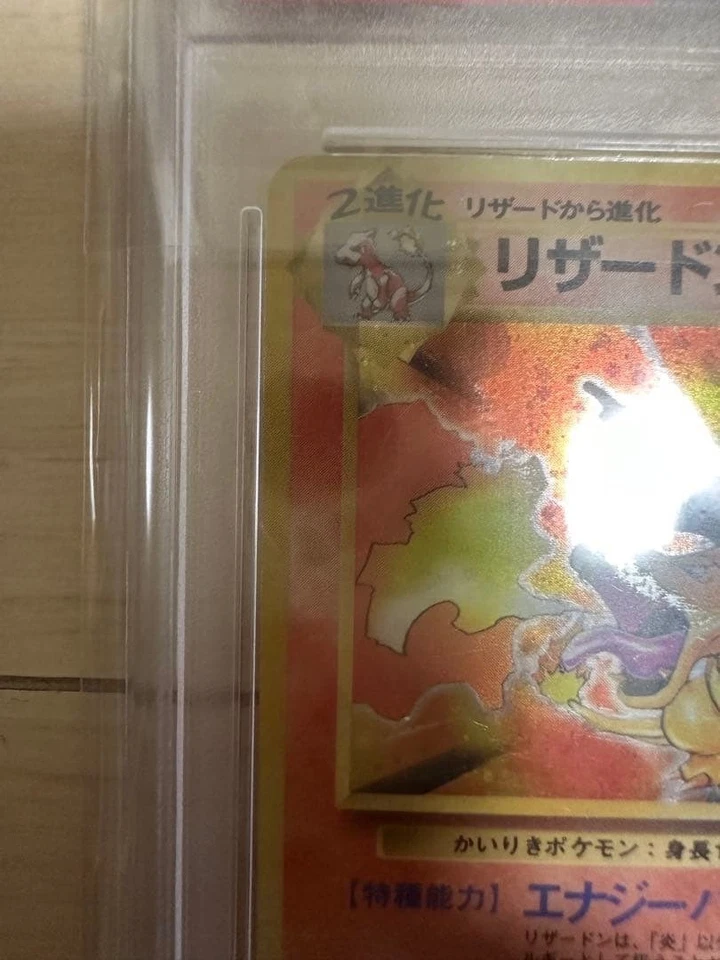 2進化 リザードから進化
リザード
かいりきポケモン：身長
【特種能力】 エナジー
リザードンは、「炎」以